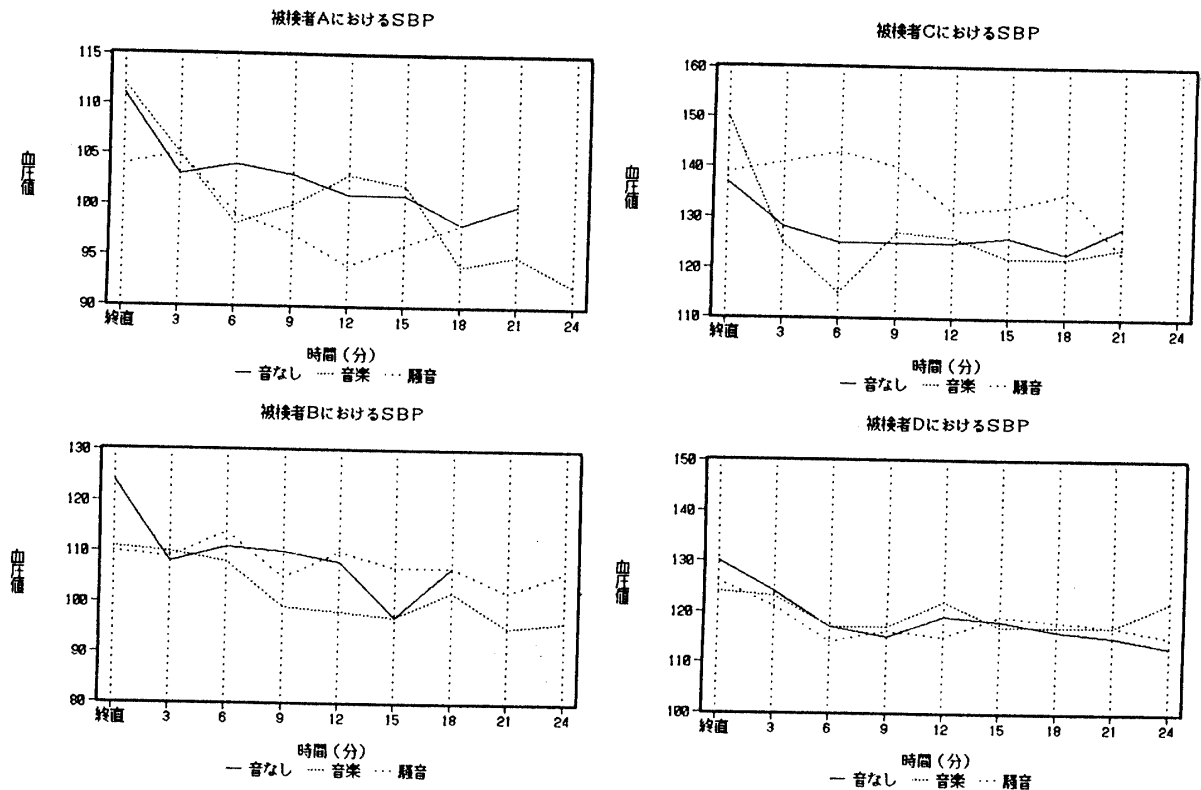 被検者AにおけるSBP
115
110
105
100
95
90
血圧値
終直 3 6 9 12 15 18 21 24
時間(分)
— 音なし ┄ 音楽 ··· 騒音
被検者CにおけるSBP
160
150
140
130
120
110
血圧値
終直 3 6 9 12 15 18 21 24
時間(分)
— 音なし ┄ 音楽 ··· 騒音
被検者BにおけるSBP
130
120
110
100
90
80
血圧値
終直 3 6 9 12 15 18 21 24
時間(分)
— 音なし ┄ 音楽 ··· 騒音
被検者DにおけるSBP
150
140
130
120
110
100
血圧値
終直 3 6 9 12 15 18 21 24
時間(分)
— 音なし ┄ 音楽 ··· 騒音